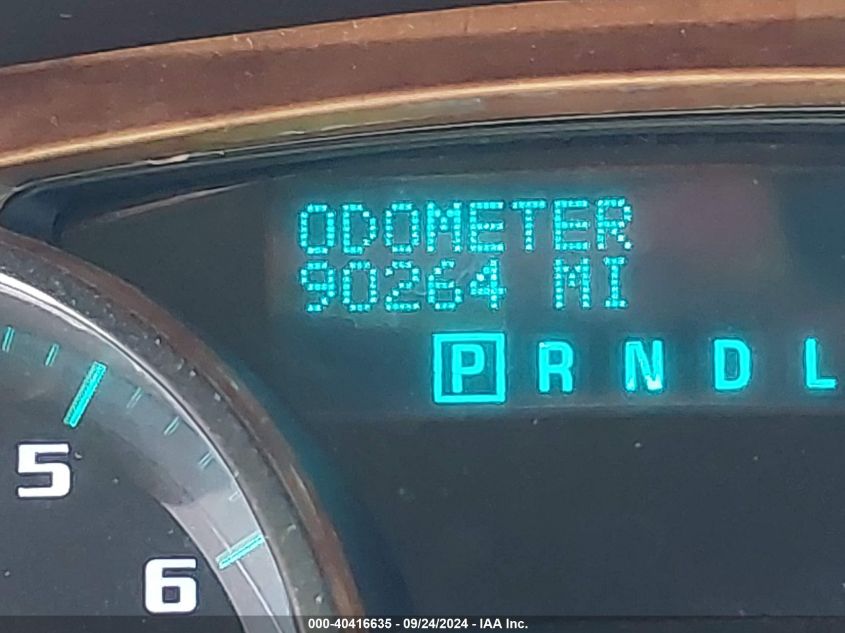 ODOMETER
90264 MI
P R N D L
5
6
000-40416635 - 09/24/2024 - IAA Inc.